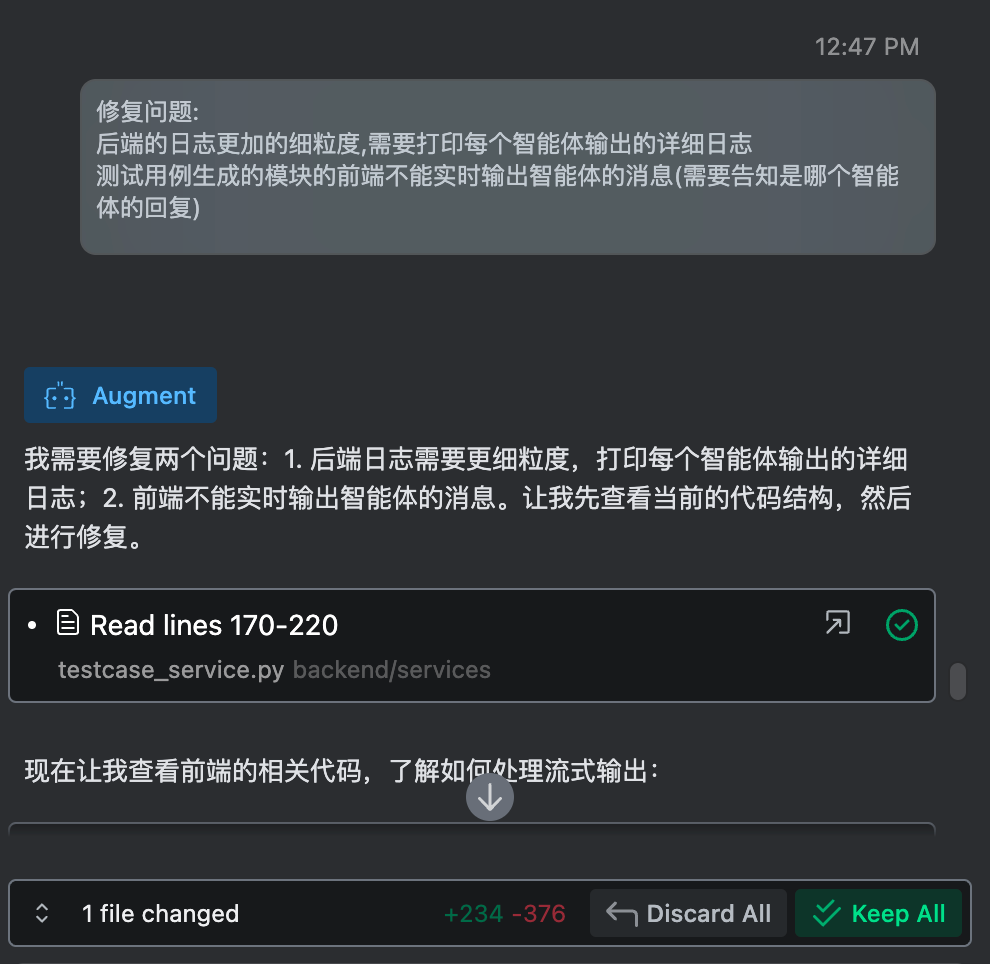 12:47 PM
修复问题:
后端的日志更加的细粒度,需要打印每个智能体输出的详细日志
测试用例生成的模块的前端不能实时输出智能体的消息(需要告知是哪个智能
体的回复)
Augment
我需要修复两个问题：1. 后端日志需要更细粒度，打印每个智能体输出的详细
日志；2. 前端不能实时输出智能体的消息。让我先查看当前的代码结构，然后
进行修复。
• Read lines 170-220
testcase_service.py backend/services
现在让我查看前端的相关代码，了解如何处理流式输出：
1 file changed +234 -376 Discard All Keep All